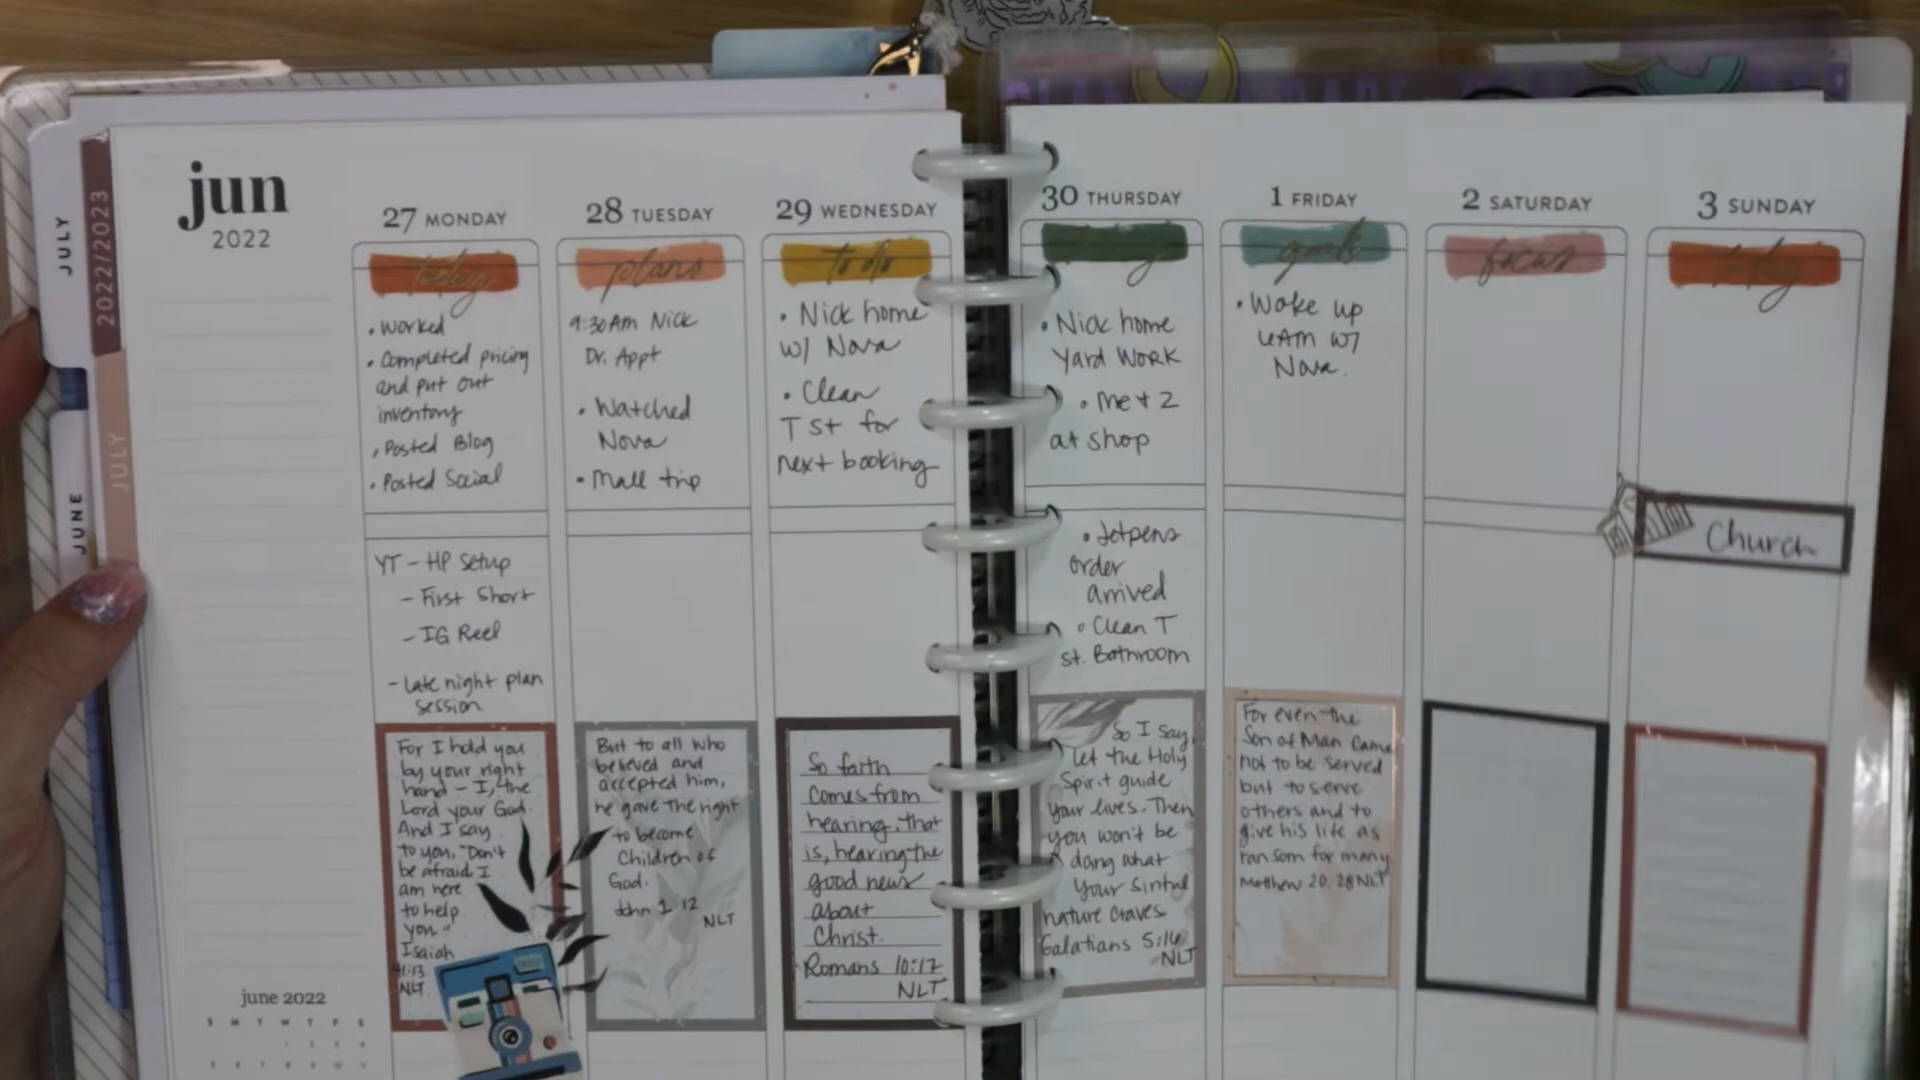 jun
2022
JULY
2022/2023
JULY
JUNE
27 MONDAY
today
• Worked
• Completed pricing
and put out
inventory
• Posted Blog
• Posted Social
YT - HP Setup
- First Short
- IG Reel
- Late night plan
session
For I hold you
by your right
hand - I, the
Lord your God.
And I say
to you, "Don't
be afraid I
am here
to help
you"
Isaiah
41:13
NLT
28 TUESDAY
plans
9:30AM Nick
Dr. Appt
• Watched
Nova
• Mall trip
But to all who
believed and
accepted him,
he gave the right
to become
Children of
God.
John 1:12
NLT
29 WEDNESDAY
to do
• Nick home
w/ Nova
• Clean
T St for
next booking
So faith
comes from
hearing, that
is, hearing the
good news
about
Christ.
Romans 10:17
NLT
30 THURSDAY
• Nick home
Yard Work
• Me + Z
at shop
• Jetpens
order
arrived
• Clean T
St. Bathroom
So I say,
Let the Holy
Spirit guide
your lives. Then
you won't be
doing what
your sinful
nature craves
Galatians 5:16
NLT
1 FRIDAY
goals
• Woke up
4AM w/
Nova.
For even the
Son of Man came
not to be served
but to serve
others and to
give his life as
ransom for many
Matthew 20:28 NLT
2 SATURDAY
focus
3 SUNDAY
today
Church
june 2022
S M T W T F S
1 2 3 4